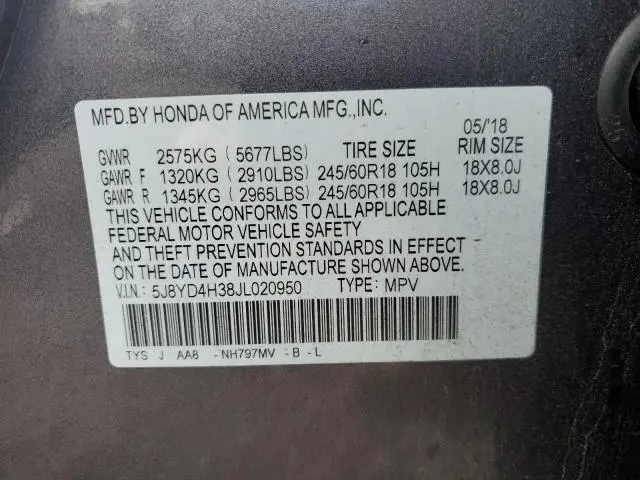 MFD.BY HONDA OF AMERICA MFG.,INC.
05/'18
GVWR 2575KG ( 5677LBS) TIRE SIZE RIM SIZE
GAWR F 1320KG ( 2910LBS) 245/60R18 105H 18X8.0J
GAWR R 1345KG ( 2965LBS) 245/60R18 105H 18X8.0J
THIS VEHICLE CONFORMS TO ALL APPLICABLE
FEDERAL MOTOR VEHICLE SAFETY
AND THEFT PREVENTION STANDARDS IN EFFECT
ON THE DATE OF MANUFACTURE SHOWN ABOVE.
V.I.N.: 5J8YD4H38JL020950 TYPE: MPV
TYS J AA8 -NH797MV -B -L